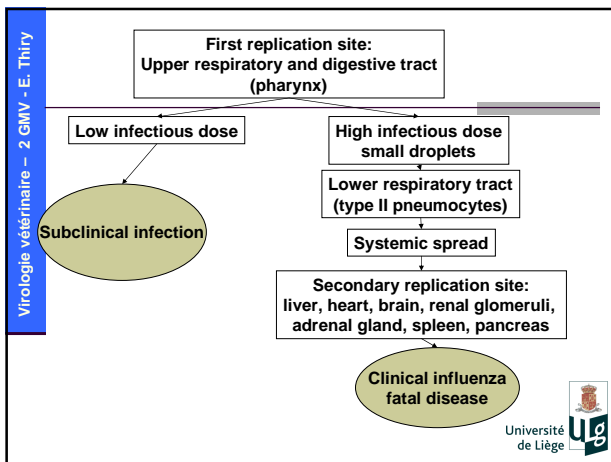 Virologie vétérinaire – 2 GMV - E. Thiry
First replication site:
Upper respiratory and digestive tract
(pharynx)
Low infectious dose
High infectious dose
small droplets
Lower respiratory tract
(type II pneumocytes)
Subclinical infection
Systemic spread
Secondary replication site:
liver, heart, brain, renal glomeruli,
adrenal gland, spleen, pancreas
Clinical influenza
fatal disease
Université
de Liège
ULg